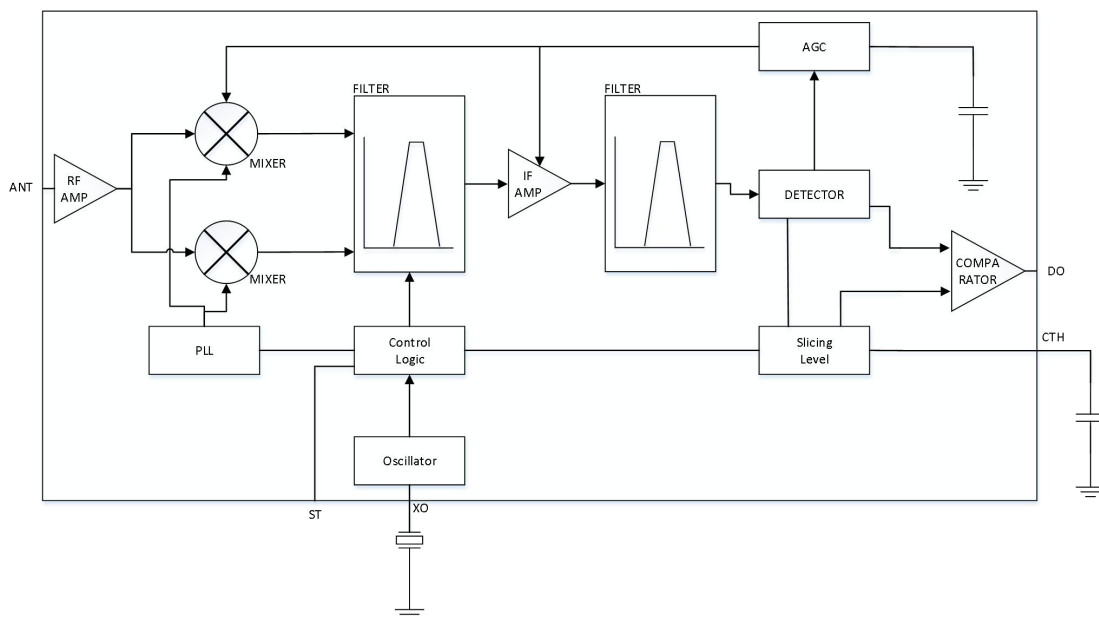 AGC
FILTER
FILTER
MIXER
ANT
RF
AMP
IF
AMP
DETECTOR
MIXER
COMPA
RATOR
DO
PLL
Control
Logic
Slicing
Level
CTH
Oscillator
ST
XO